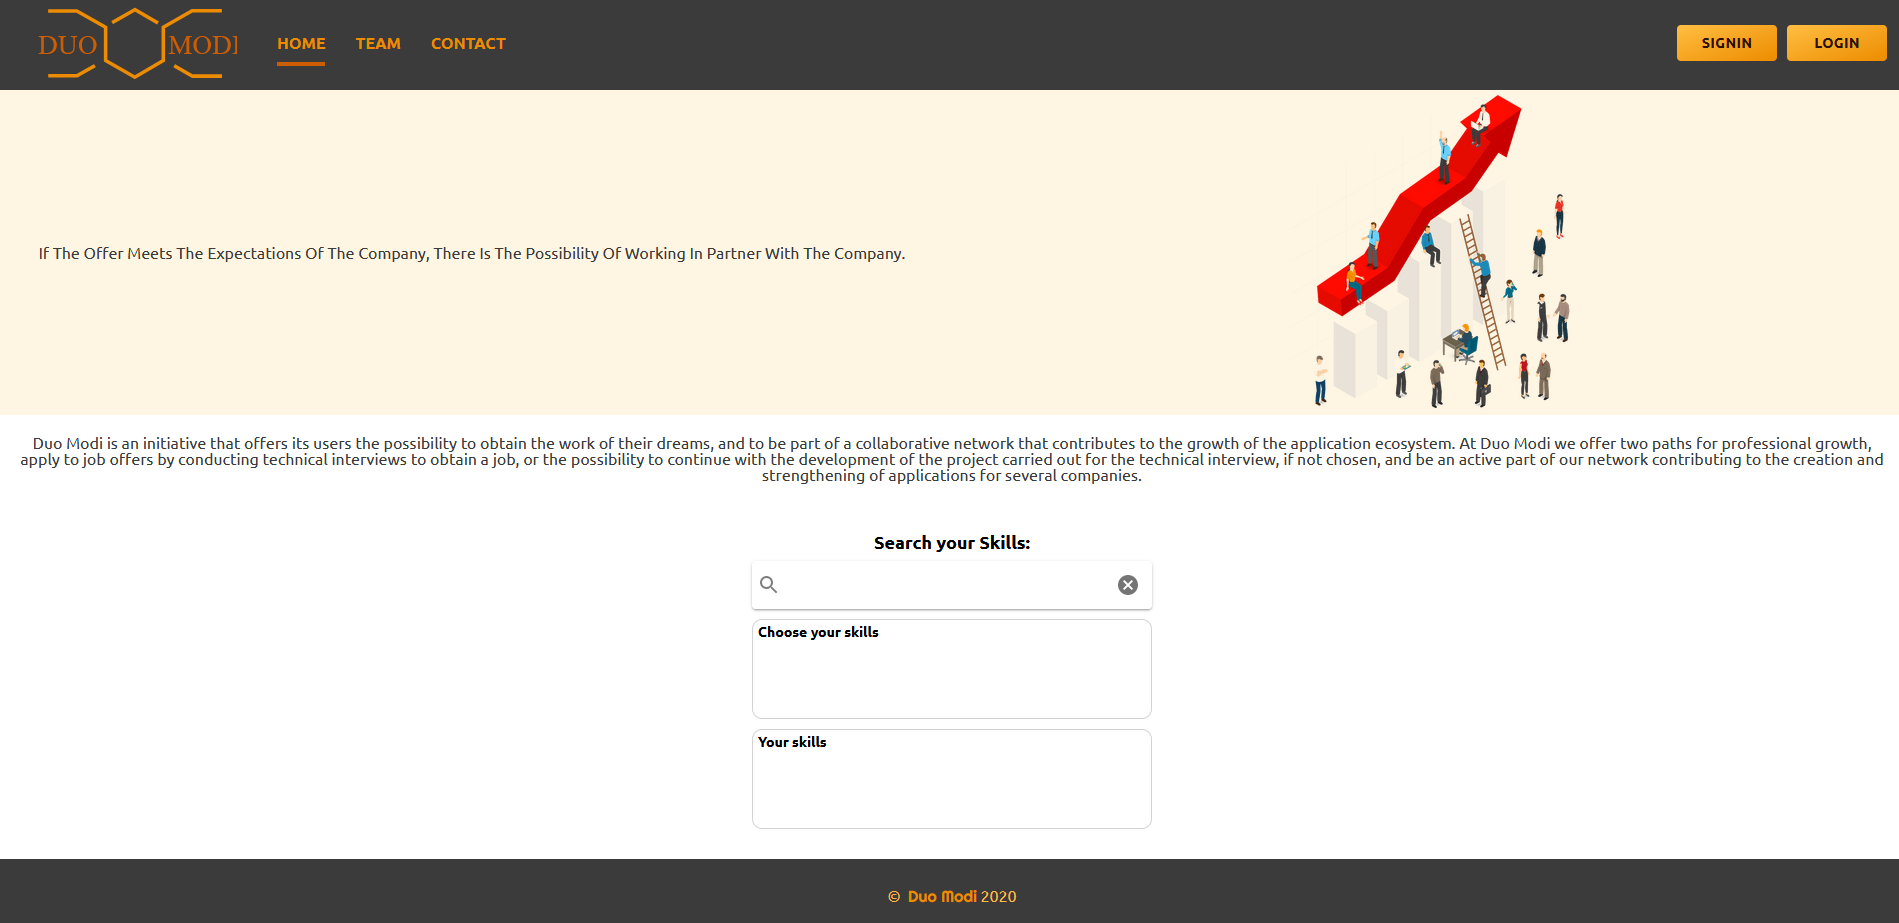 DUO MODI
HOME TEAM CONTACT
SIGNIN LOGIN
If The Offer Meets The Expectations Of The Company, There Is The Possibility Of Working In Partner With The Company.
Duo Modi is an initiative that offers its users the possibility to obtain the work of their dreams, and to be part of a collaborative network that contributes to the growth of the application ecosystem. At Duo Modi we offer two paths for professional growth,
apply to job offers by conducting technical interviews to obtain a job, or the possibility to continue with the development of the project carried out for the technical interview, if not chosen, and be an active part of our network contributing to the creation and
strengthening of applications for several companies.
Search your Skills:
Choose your skills
Your skills
© Duo Modi 2020